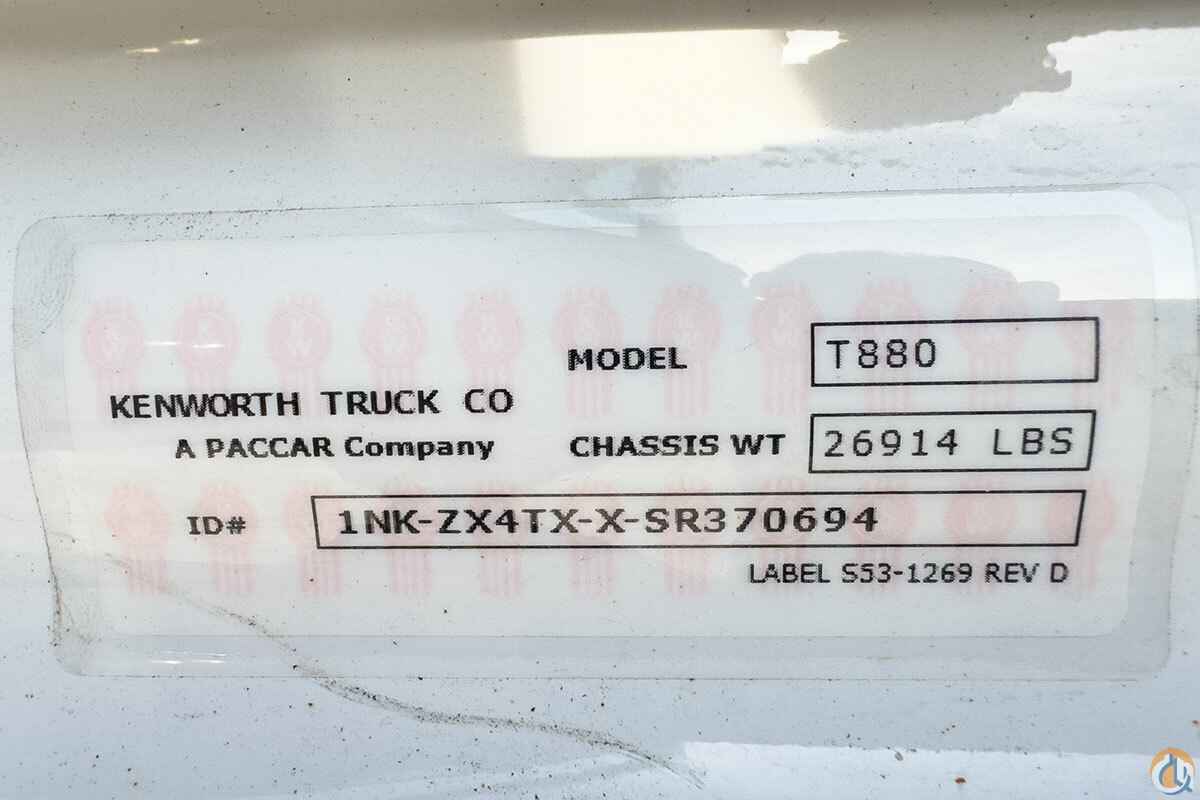 MODEL T880
KENWORTH TRUCK CO
A PACCAR Company CHASSIS WT 26914 LBS
ID# 1NK-ZX4TX-X-SR370694
LABEL S53-1269 REV D